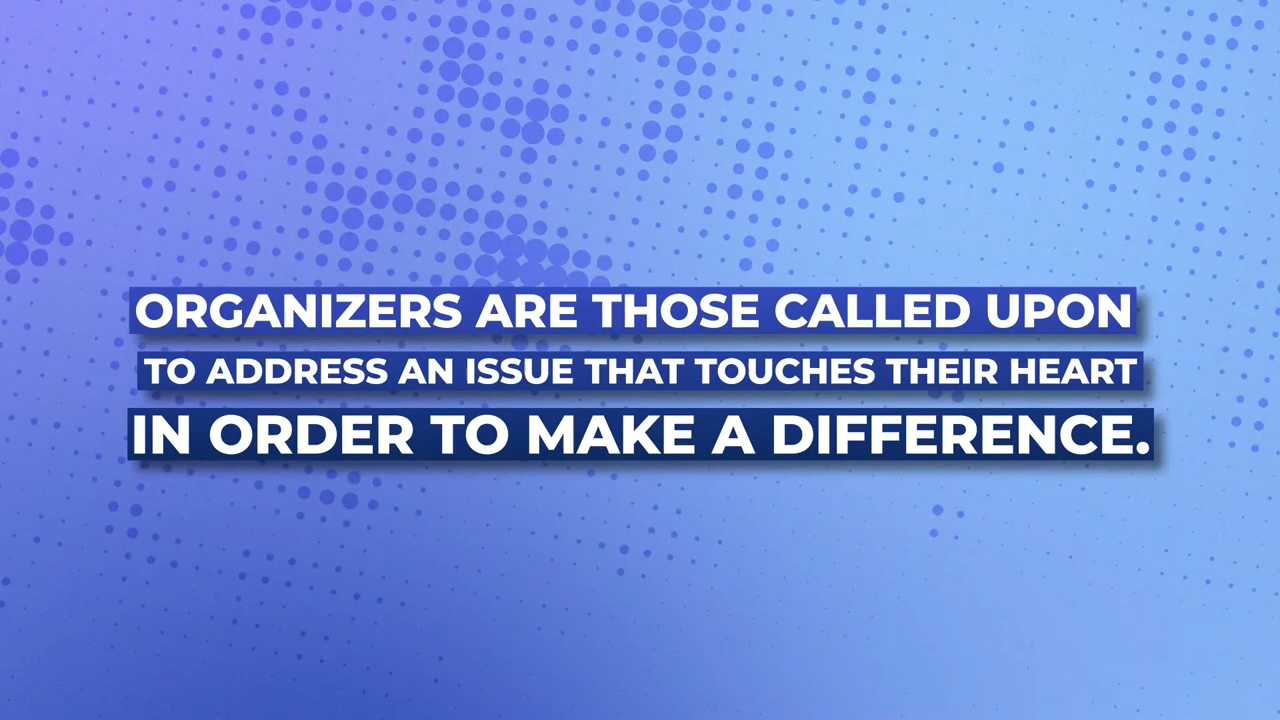 ORGANIZERS ARE THOSE CALLED UPON
TO ADDRESS AN ISSUE THAT TOUCHES THEIR HEART
IN ORDER TO MAKE A DIFFERENCE.